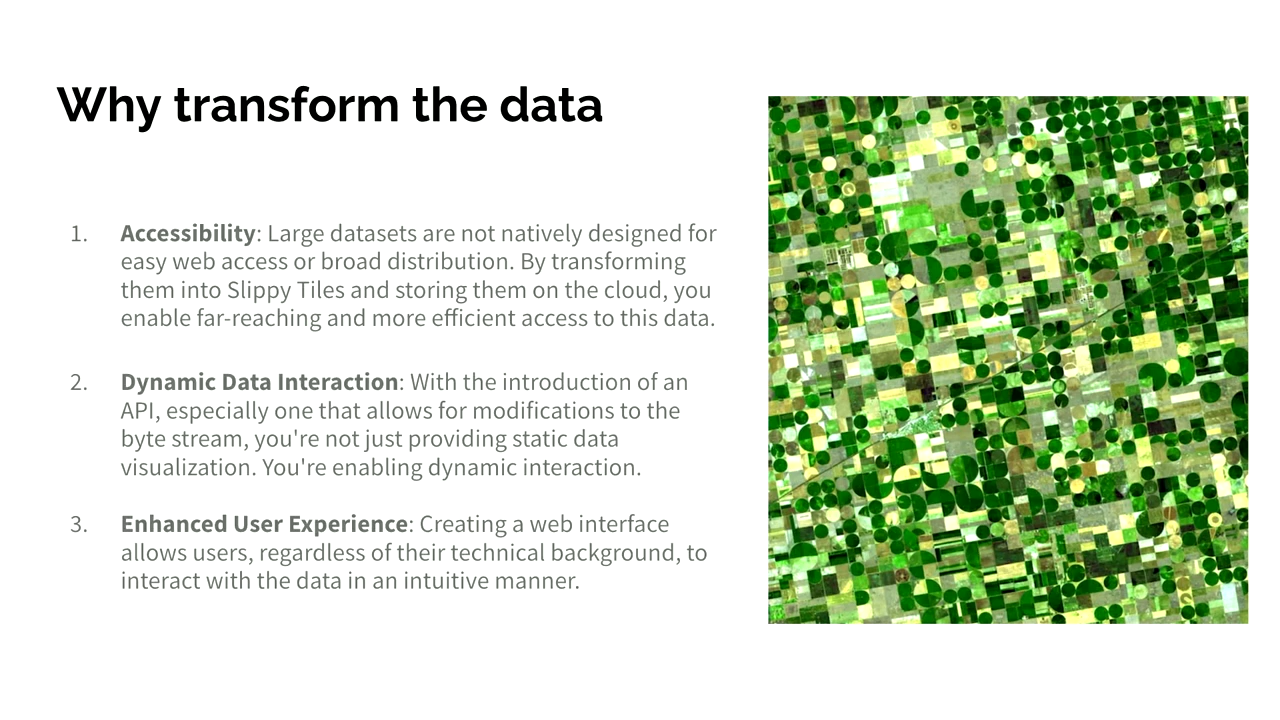 Why transform the data
1. Accessibility: Large datasets are not natively designed for
easy web access or broad distribution. By transforming
them into Slippy Tiles and storing them on the cloud, you
enable far-reaching and more efficient access to this data.
2. Dynamic Data Interaction: With the introduction of an
API, especially one that allows for modifications to the
byte stream, you're not just providing static data
visualization. You're enabling dynamic interaction.
3. Enhanced User Experience: Creating a web interface
allows users, regardless of their technical background, to
interact with the data in an intuitive manner.